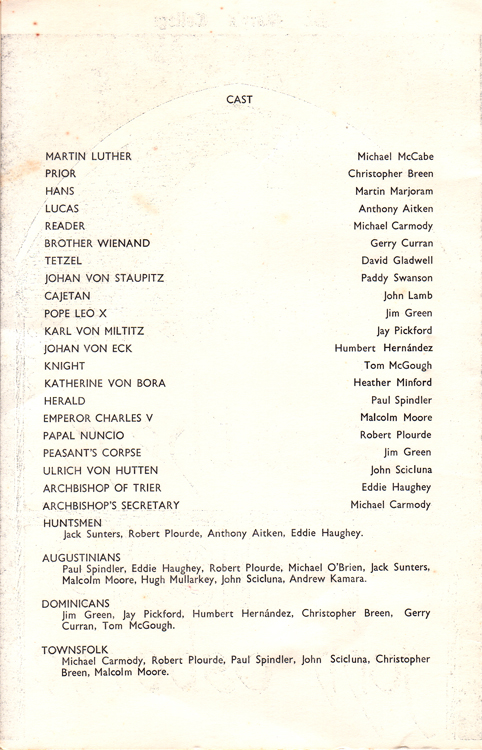 CAST
MARTIN LUTHER Michael McCabe
PRIOR Christopher Breen
HANS Martin Marjoram
LUCAS Anthony Aitken
READER Michael Carmody
BROTHER WIENAND Gerry Curran
TETZEL David Gladwell
JOHAN VON STAUPITZ Paddy Swanson
CAJETAN John Lamb
POPE LEO X Jim Green
KARL VON MILTITZ Jay Pickford
JOHAN VON ECK Humbert Hernández
KNIGHT Tom McGough
KATHERINE VON BORA Heather Minford
HERALD Paul Spindler
EMPEROR CHARLES V Malcolm Moore
PAPAL NUNCIO Robert Plourde
PEASANT'S CORPSE Jim Green
ULRICH VON HUTTEN John Scicluna
ARCHBISHOP OF TRIER Eddie Haughey
ARCHBISHOP'S SECRETARY Michael Carmody
HUNTSMEN
Jack Sunters, Robert Plourde, Anthony Aitken, Eddie Haughey.
AUGUSTINIANS
Paul Spindler, Eddie Haughey, Robert Plourde, Michael O'Brien, Jack Sunters,
Malcolm Moore, Hugh Mullarkey, John Scicluna, Andrew Kamara.
DOMINICANS
Jim Green, Jay Pickford, Humbert Hernández, Christopher Breen, Gerry
Curran, Tom McGough.
TOWNSFOLK
Michael Carmody, Robert Plourde, Paul Spindler, John Scicluna, Christopher
Breen, Malcolm Moore.